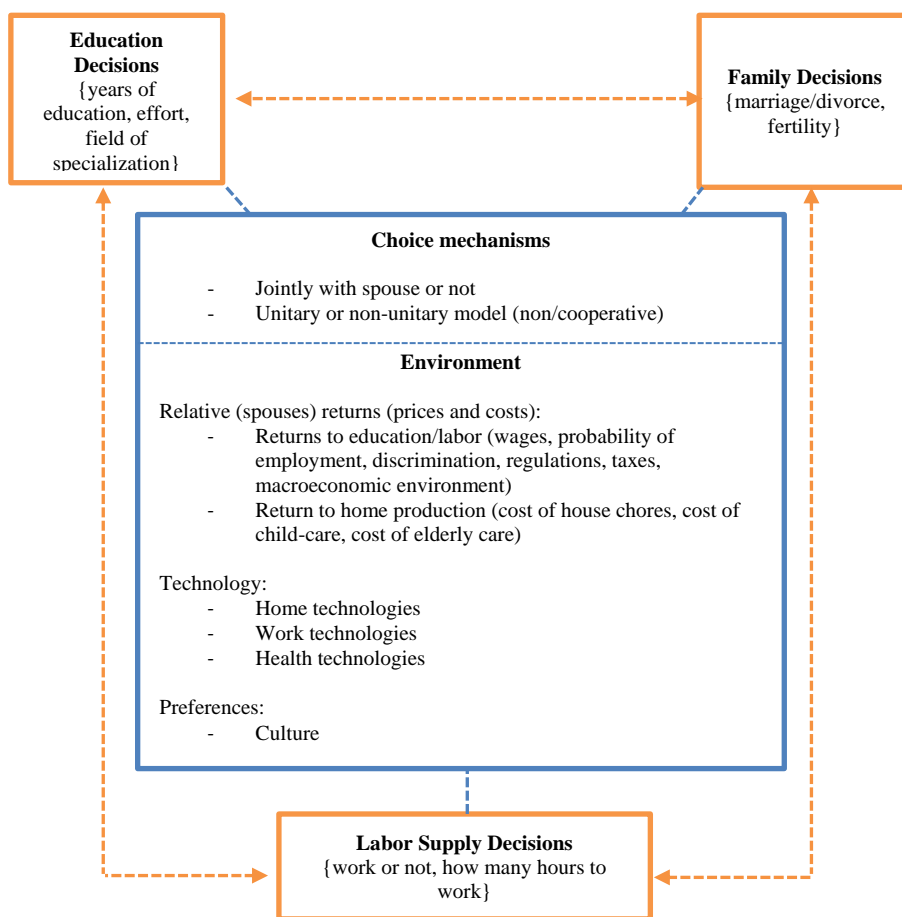 Education
Decisions
{years of
education, effort,
field of
specialization}
Family Decisions
{marriage/divorce,
fertility}
Choice mechanisms
- Jointly with spouse or not
- Unitary or non-unitary model (non/cooperative)
Environment
Relative (spouses) returns (prices and costs):
- Returns to education/labor (wages, probability of
employment, discrimination, regulations, taxes,
macroeconomic environment)
- Return to home production (cost of house chores, cost of
child-care, cost of elderly care)
Technology:
- Home technologies
- Work technologies
- Health technologies
Preferences:
- Culture
Labor Supply Decisions
{work or not, how many hours to
work}